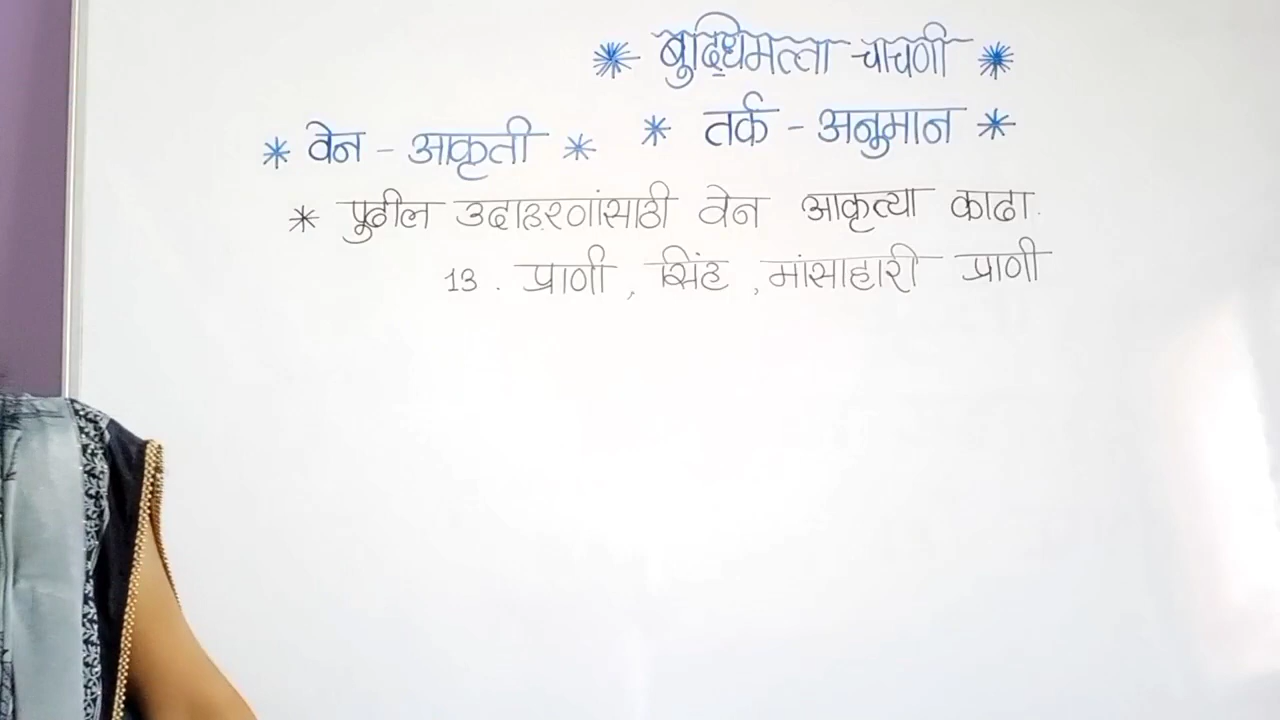 * बुद्धिमत्ता चाचणी *
* वेन - आकृती * * तर्क - अनुमान *
* पुढील उदाहरणांसाठी वेन आकृत्या काढा.
13. प्राणी, सिंह, मांसाहारी प्राणी